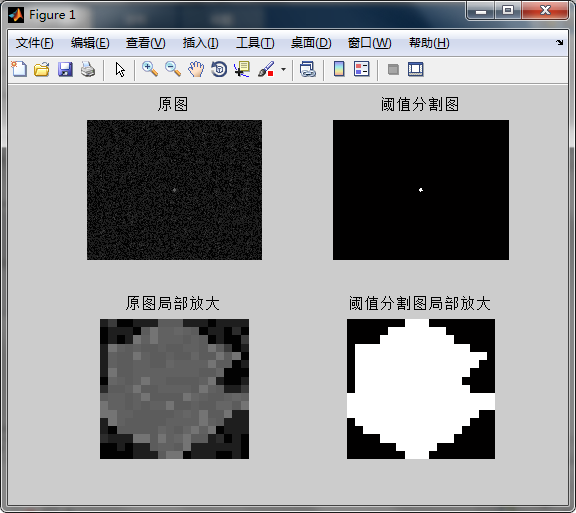 Figure 1
文件(F) 编辑(E) 查看(V) 插入(I) 工具(T) 桌面(D) 窗口(W) 帮助(H)
原图 阈值分割图
原图局部放大 阈值分割图局部放大